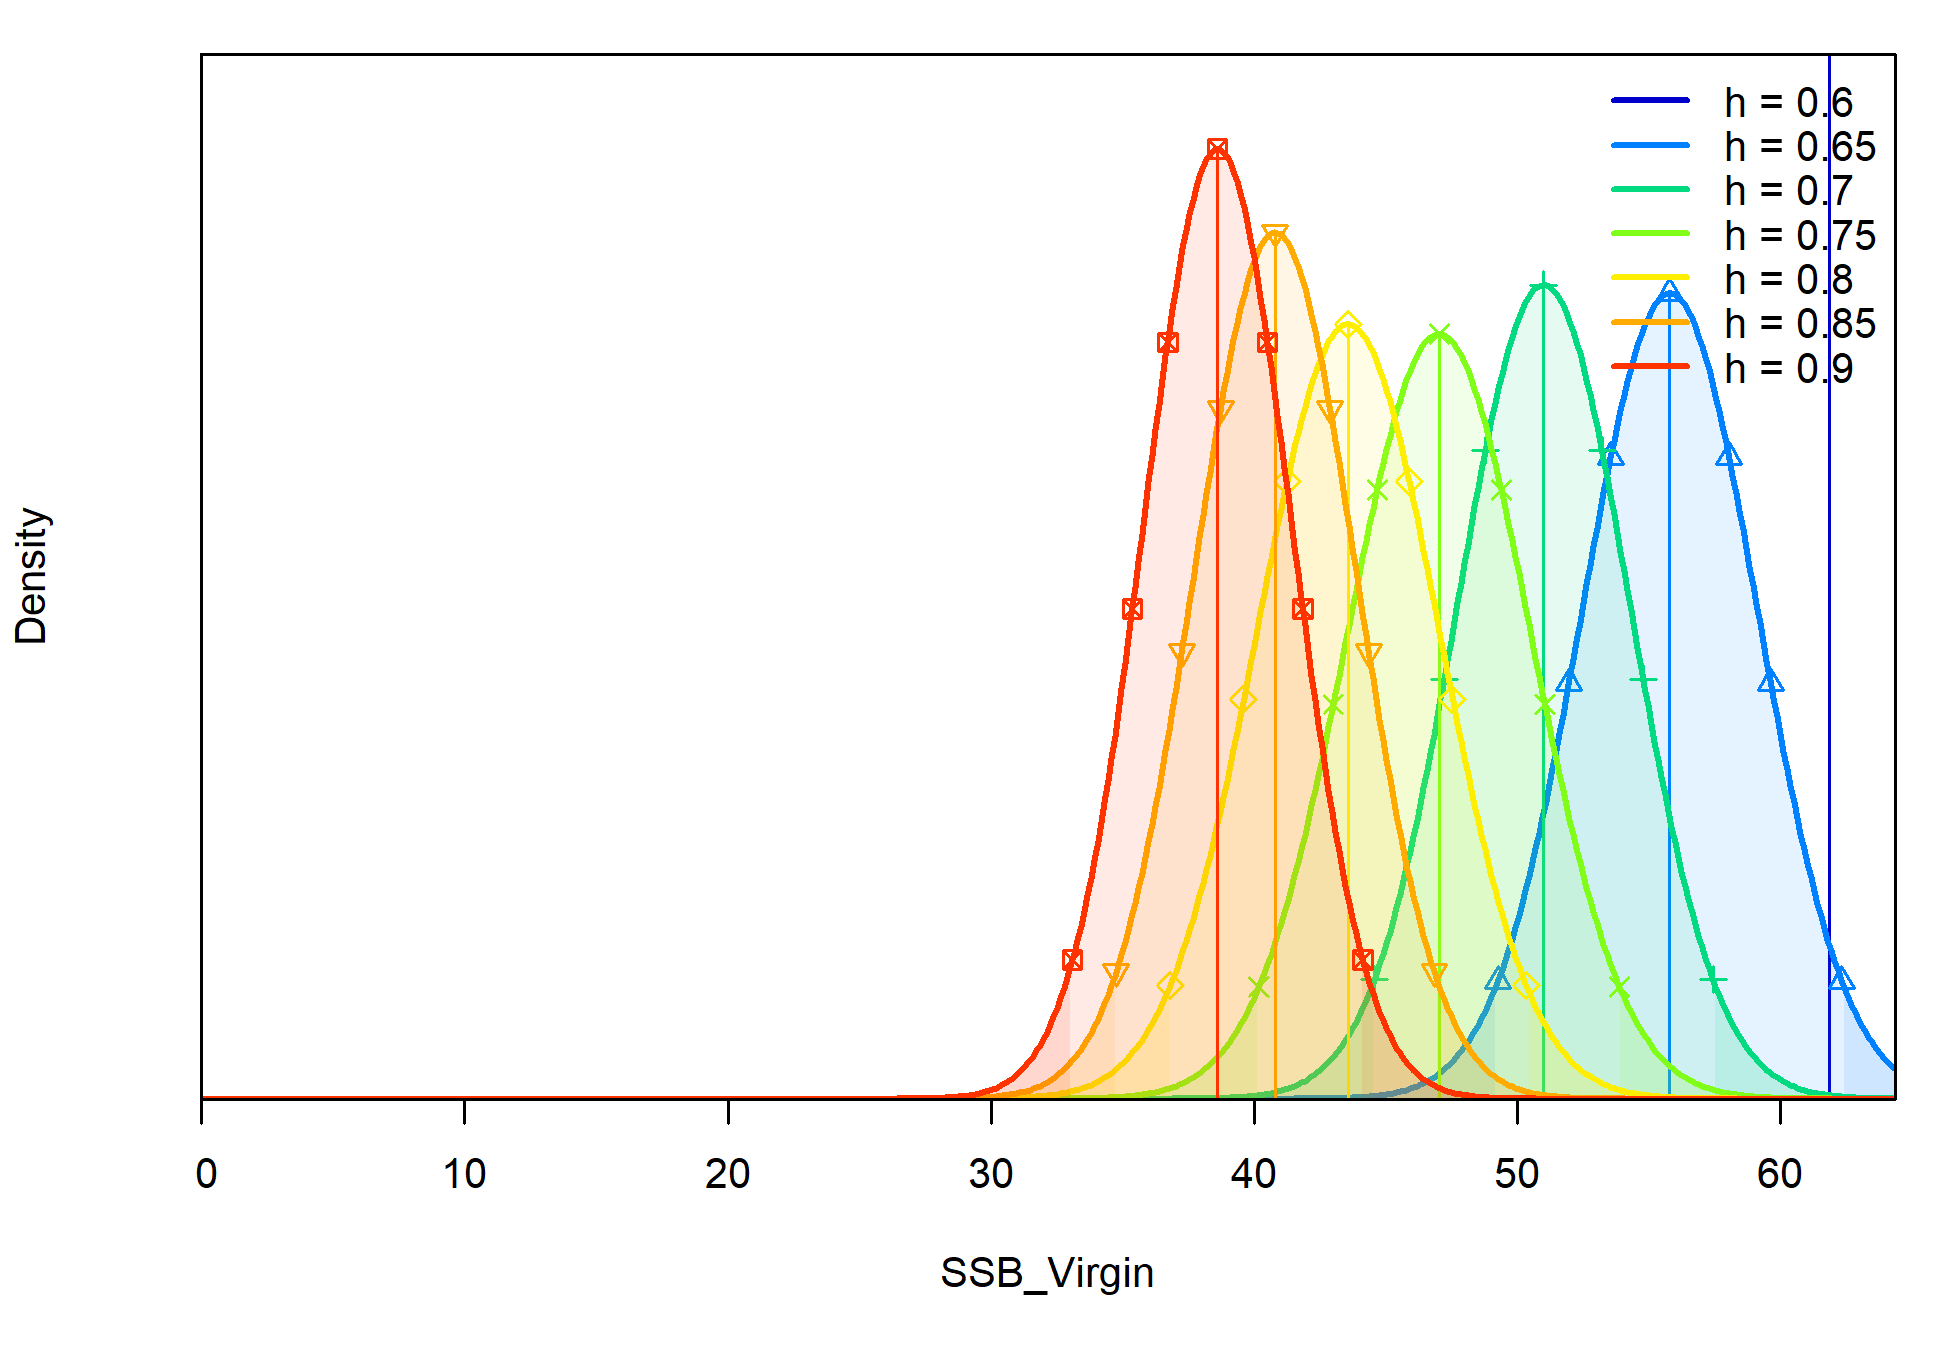 h = 0.6
h = 0.65
h = 0.7
h = 0.75
h = 0.8
h = 0.85
h = 0.9
Density
0 10 20 30 40 50 60
SSB_Virgin